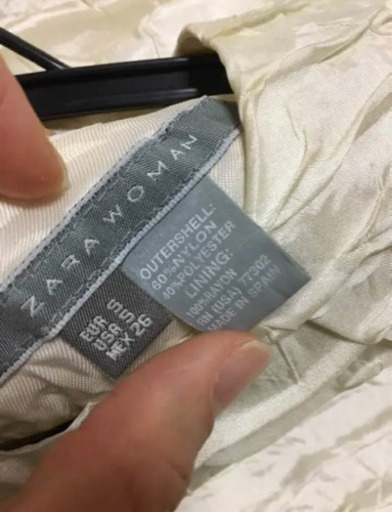 ZARA WOMAN
EUR S
USR S
MEX 26
OUTERSHELL:
60%NYLON
40%POLYESTER
LINING:
100%RAYON
RN (USA) 77302
MADE IN SPAIN